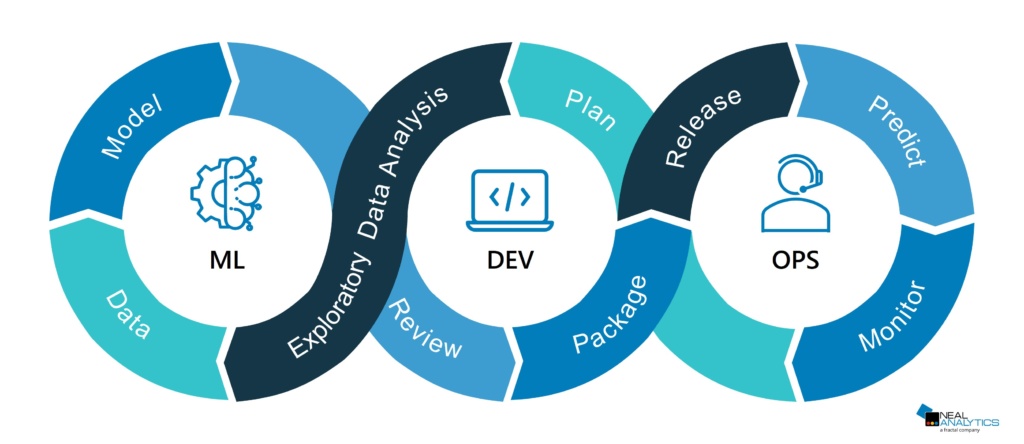 Model
ML
Data
Exploratory Data Analysis
</>
DEV
Plan
Review
Package
Release
OPS
Predict
Monitor
NEAL
ANALYTICS
a fractal company